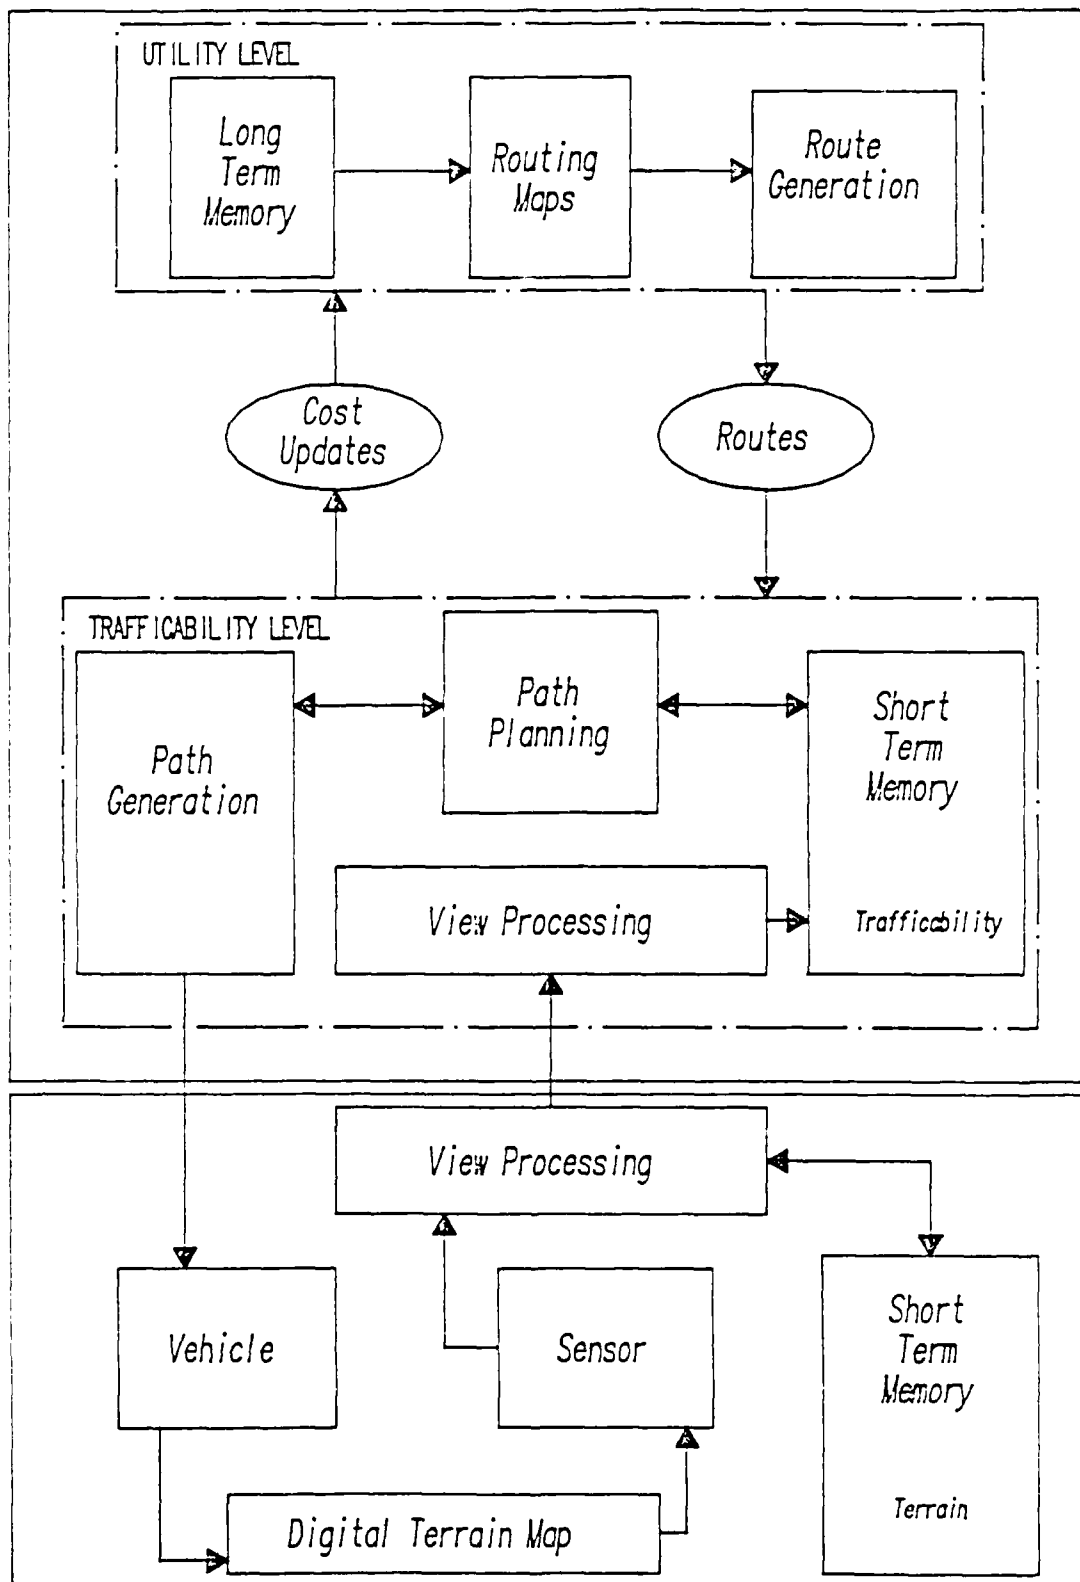 UTILITY LEVEL
Long
Term
Memory
Routing
Maps
Route
Generation
Cost
Updates
Routes
TRAFFICABILITY LEVEL
Path
Generation
Path
Planning
Short
Term
Memory
Trafficability
View Processing
View Processing
Vehicle
Sensor
Short
Term
Memory
Terrain
Digital Terrain Map